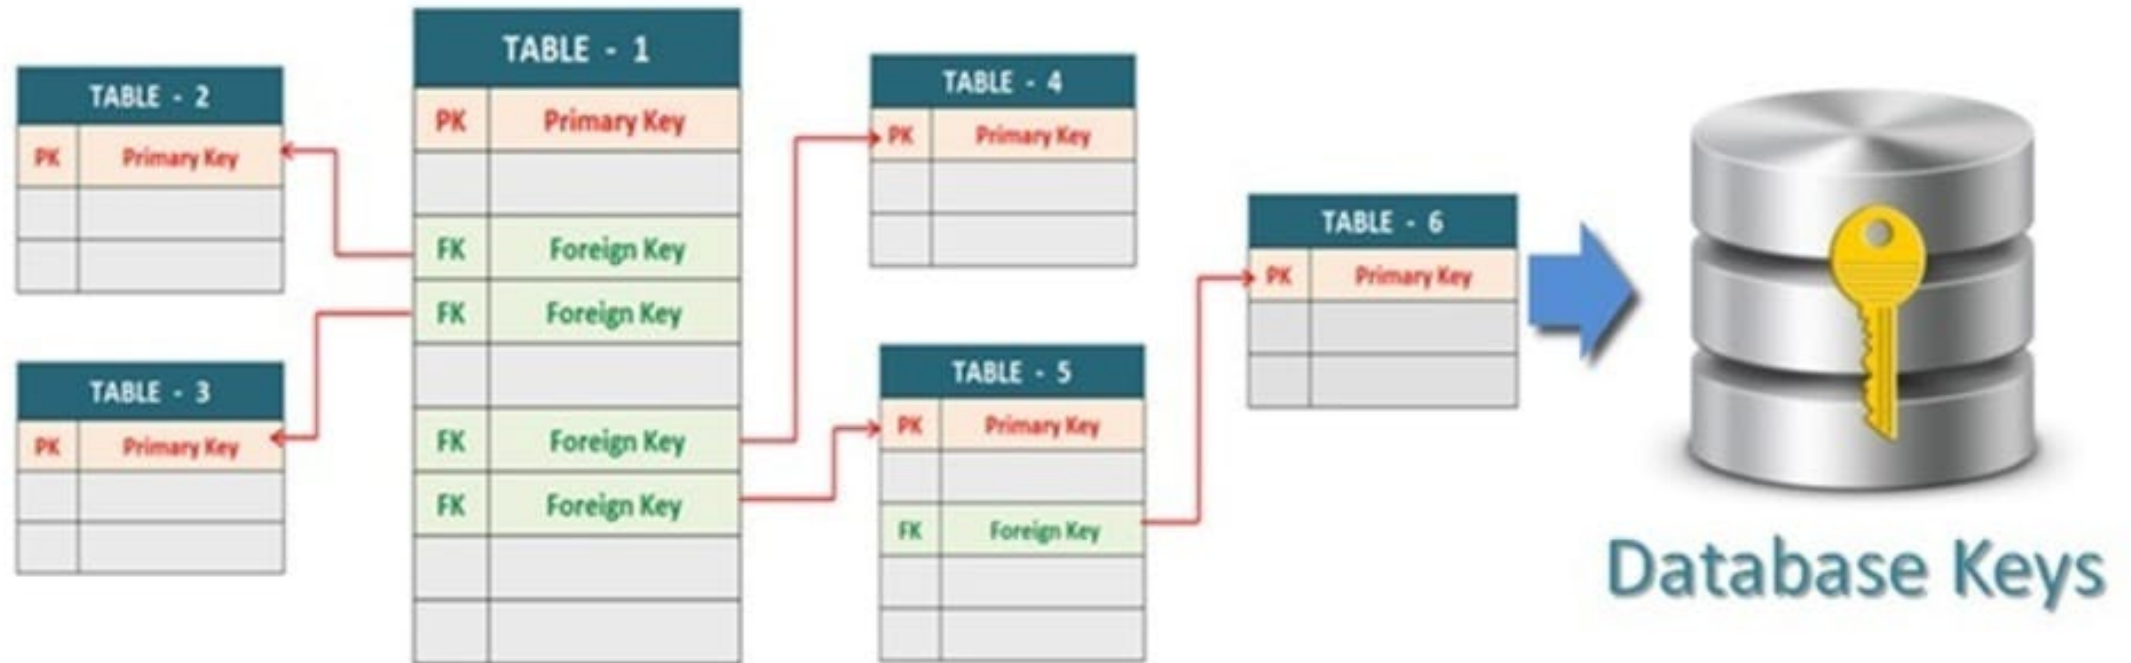 TABLE - 2
PK Primary Key
TABLE - 3
PK Primary Key
TABLE - 1
PK Primary Key
FK Foreign Key
FK Foreign Key
FK Foreign Key
FK Foreign Key
TABLE - 4
PK Primary Key
TABLE - 5
PK Primary Key
FK Foreign Key
TABLE - 6
PK Primary Key
Database Keys